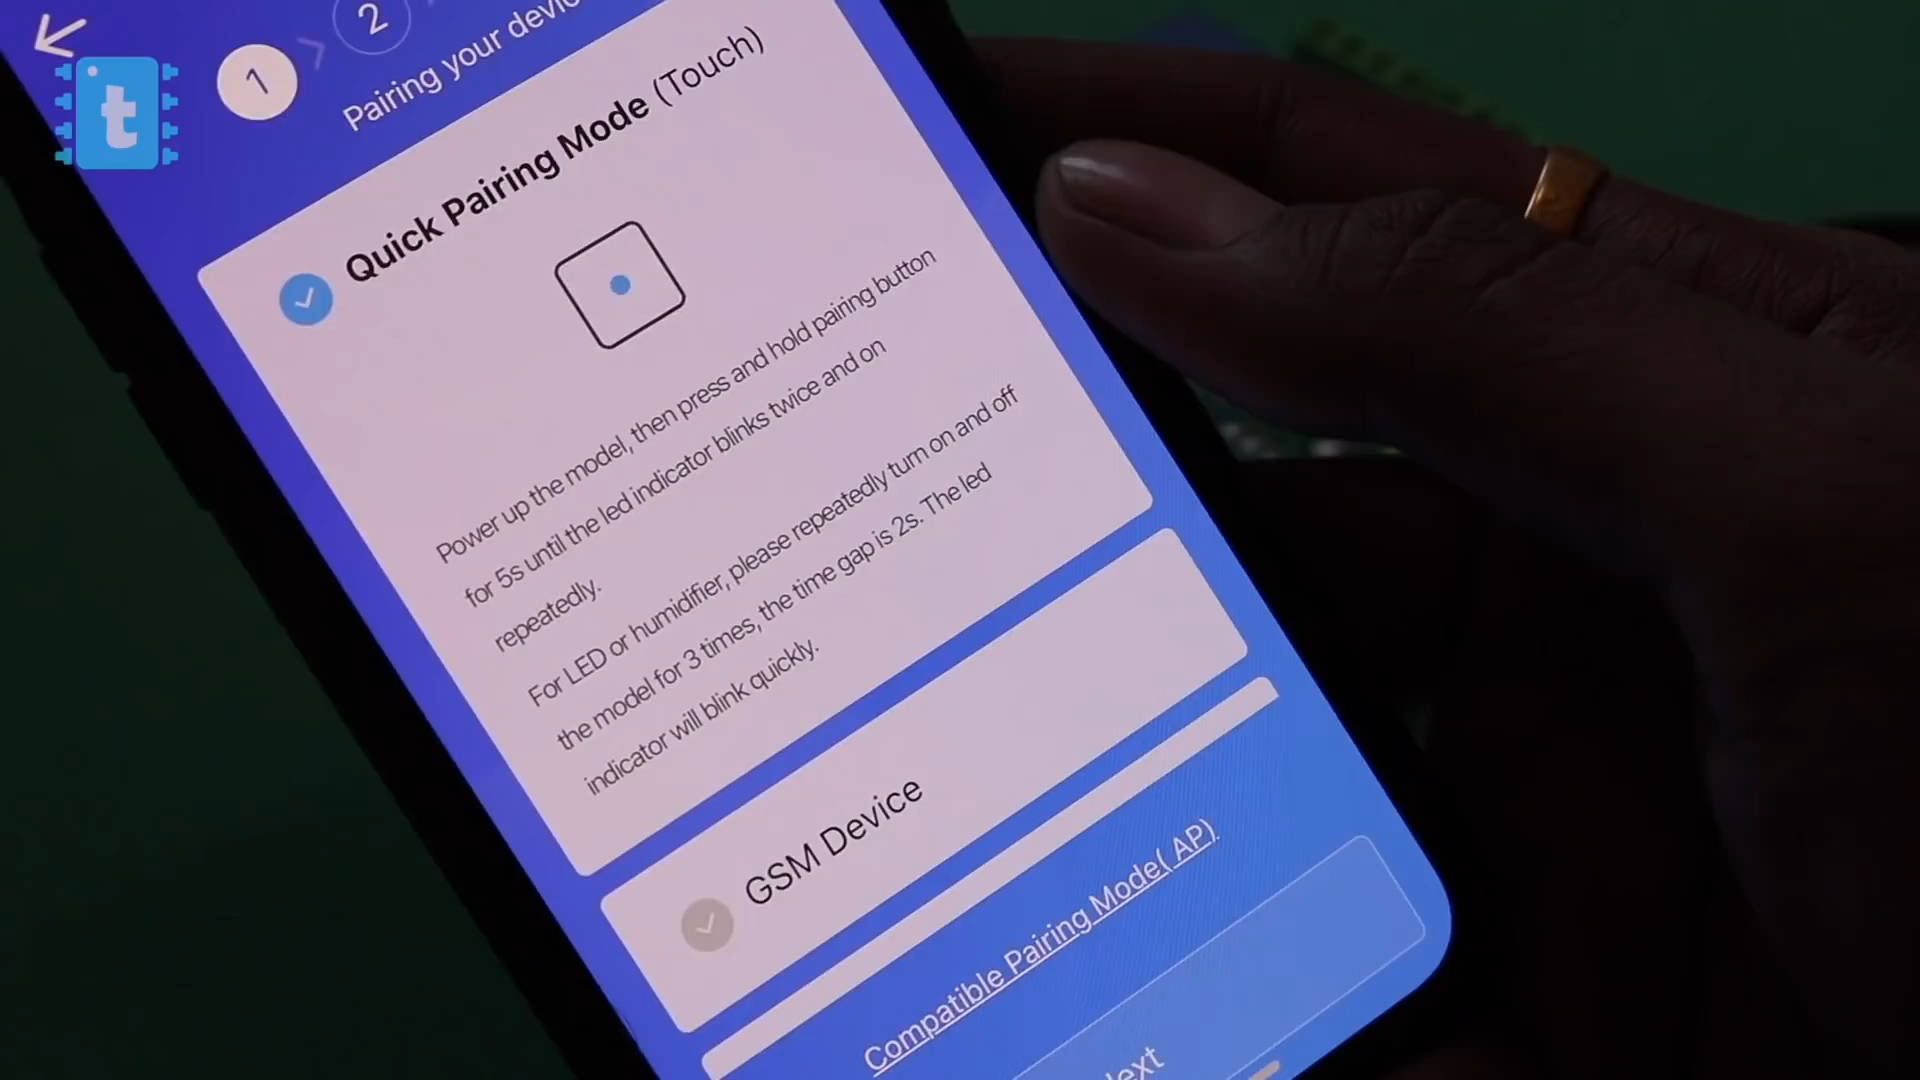 t
1
2
Pairing your
Quick Pairing Mode (Touch)
Power up the model, then press and hold pairing button
for 5s until the led indicator blinks twice and on
repeatedly.
For LED or humidifier, please repeatedly turn on and off
the model for 3 times, the time gap is 2s. The led
indicator will blink quickly.
GSM Device
Compatible Pairing Mode( AP).